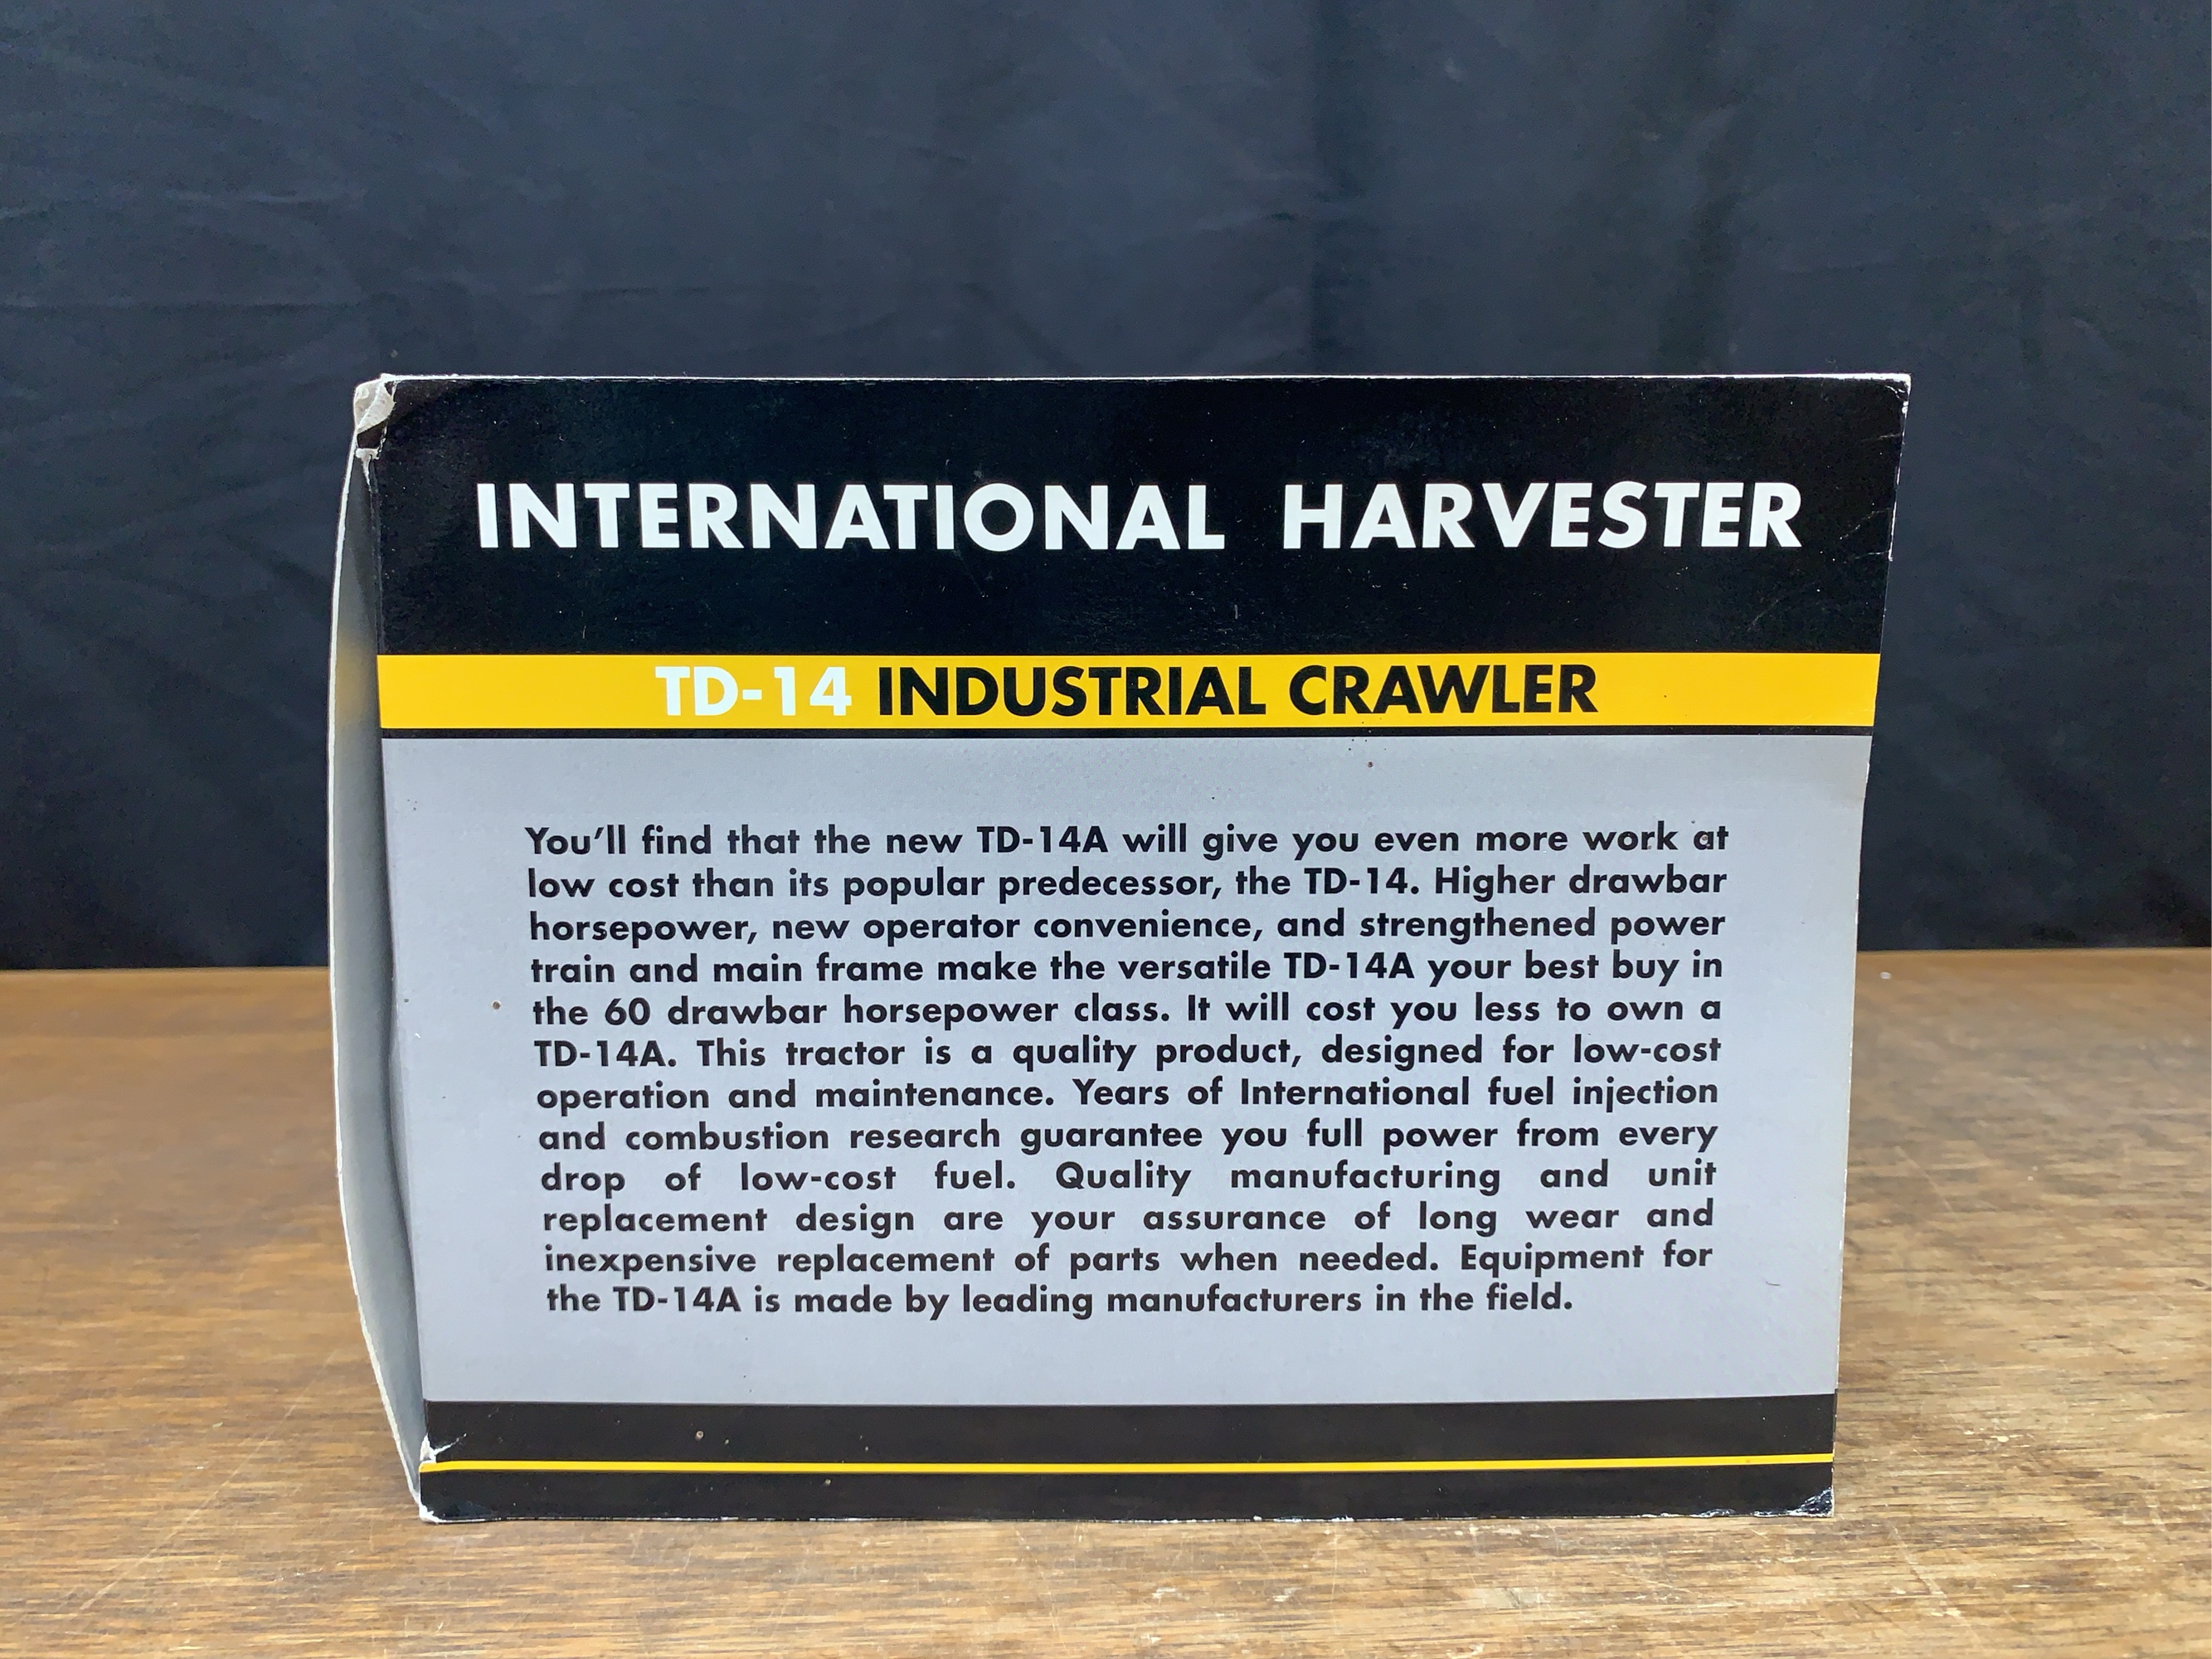 INTERNATIONAL HARVESTER
TD-14 INDUSTRIAL CRAWLER
You'll find that the new TD-14A will give you even more work at
low cost than its popular predecessor, the TD-14. Higher drawbar
horsepower, new operator convenience, and strengthened power
train and main frame make the versatile TD-14A your best buy in
the 60 drawbar horsepower class. It will cost you less to own a
TD-14A. This tractor is a quality product, designed for low-cost
operation and maintenance. Years of International fuel injection
and combustion research guarantee you full power from every
drop of low-cost fuel. Quality manufacturing and unit
replacement design are your assurance of long wear and
inexpensive replacement of parts when needed. Equipment for
the TD-14A is made by leading manufacturers in the field.